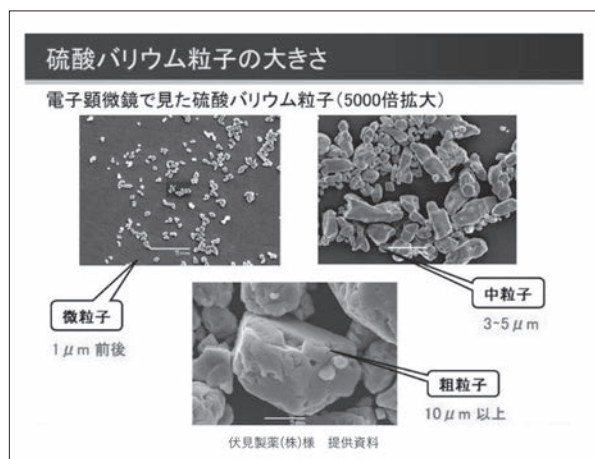 硫酸バリウム粒子の大きさ
電子顕微鏡で見た硫酸バリウム粒子(5000倍拡大)
微粒子
1μm 前後
中粒子
3~5μm
粗粒子
10μm 以上
伏見製薬(株)様　提供資料